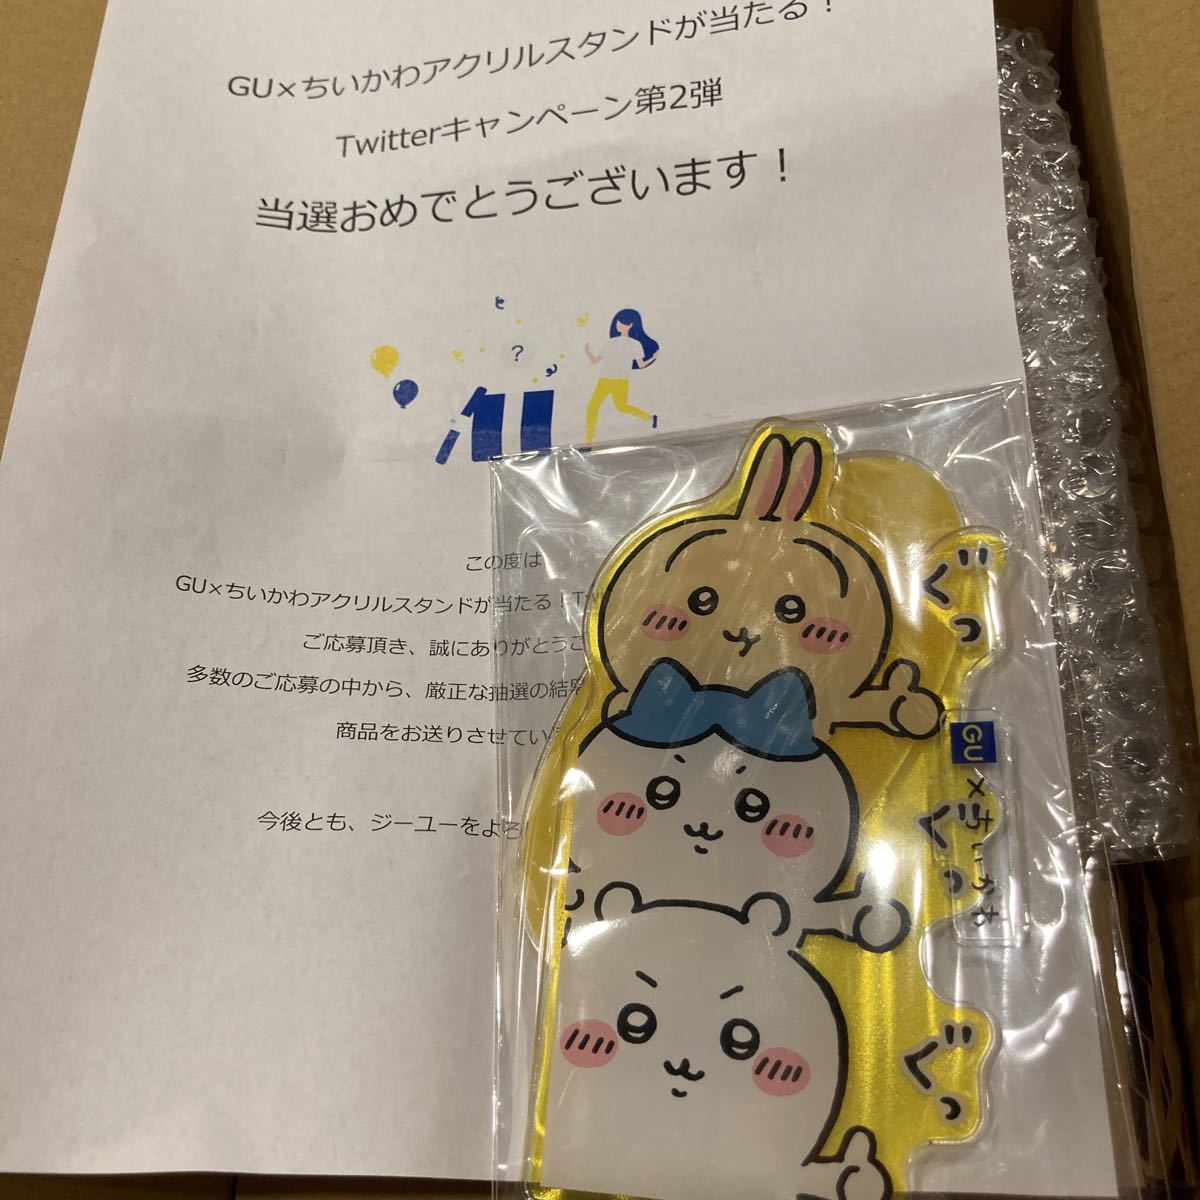 GU×ちいかわアクリルスタンドが当たる！
Twitterキャンペーン第2弾
当選おめでとうございます！
?
この度は
GU×ちいかわアクリルスタンドが当たる！Tw
ご応募頂き、誠にありがとうご
多数のご応募の中から、厳正な抽選の結果
商品をお送りさせてい
今後とも、ジーユーをよろ
ぐっ
GU×ちいかわ
ぐっ
ぐっ